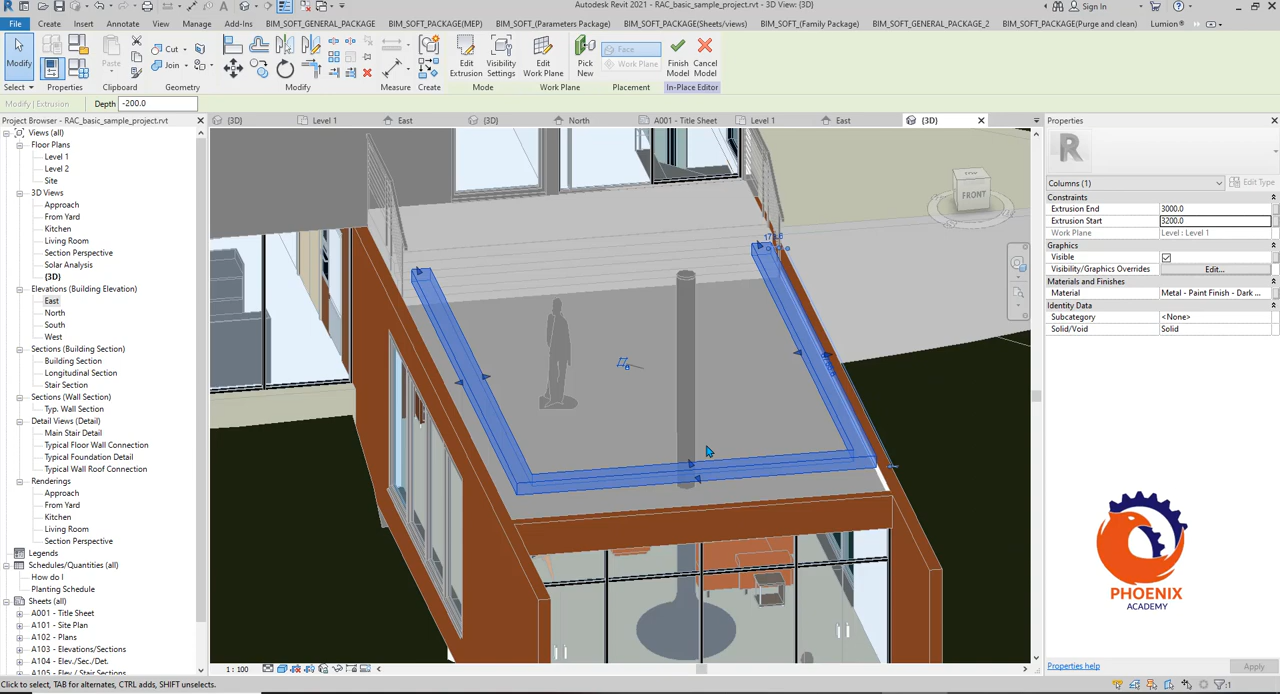 Autodesk Revit 2021 - RAC_basic_sample_project.rvt - 3D View: {3D}
Sign In
File Create Insert Annotate View Manage Add-Ins BIM_SOFT_GENERAL_PACKAGE BIM_SOFT_PACKAGE(MEP) BIM_SOFT_(Parameters Package) BIM_SOFT_PACKAGE(Sheets/views) BIM_SOFT_(Family Package) BIM_SOFT_GENERAL_PACKAGE_2 BIM_SOFT_PROJECT(Purge and clean) Lumion®
Modify
Paste
Cut
Join
Edit Extrusion
Visibility Settings
Edit Work Plane
Pick New
Face
Work Plane
Finish Model
Cancel Model
Select Properties Clipboard Geometry Modify Measure Create Mode Work Plane Placement In-Place Editor
Modify | Extrusion Depth -200.0
Project Browser - RAC_basic_sample_project.rvt
{3D} Level 1 East {3D} North A001 - Title Sheet Level 1 East {3D}
Views (all)
Floor Plans
Level 1
Level 2
Site
3D Views
Approach
From Yard
Kitchen
Living Room
Section Perspective
Solar Analysis
{3D}
Elevations (Building Elevation)
East
North
South
West
Sections (Building Section)
Building Section
Longitudinal Section
Stair Section
Sections (Wall Section)
Typ. Wall Section
Detail Views (Detail)
Main Stair Detail
Typical Floor Wall Connection
Typical Foundation Detail
Typical Wall Roof Connection
Renderings
Approach
From Yard
Kitchen
Living Room
Section Perspective
Legends
Schedules/Quantities (all)
How do I
Planting Schedule
Sheets (all)
A001 - Title Sheet
A101 - Site Plan
A102 - Plans
A103 - Elevations/Sections
A104 - Elev./Sec./Det.
A105 - Elev./ Stair Sections
FRONT
1 : 100
Properties
Columns (1)
Edit Type
Constraints
Extrusion End 3000.0
Extrusion Start 3200.0
Work Plane Level : Level 1
Graphics
Visible
Visibility/Graphics Overrides Edit...
Materials and Finishes
Material Metal - Paint Finish - Dark ...
Identity Data
Subcategory <None>
Solid/Void Solid
PHOENIX
ACADEMY
Properties help
Apply
Click to select, TAB for alternates, CTRL adds, SHIFT unselects.
:1